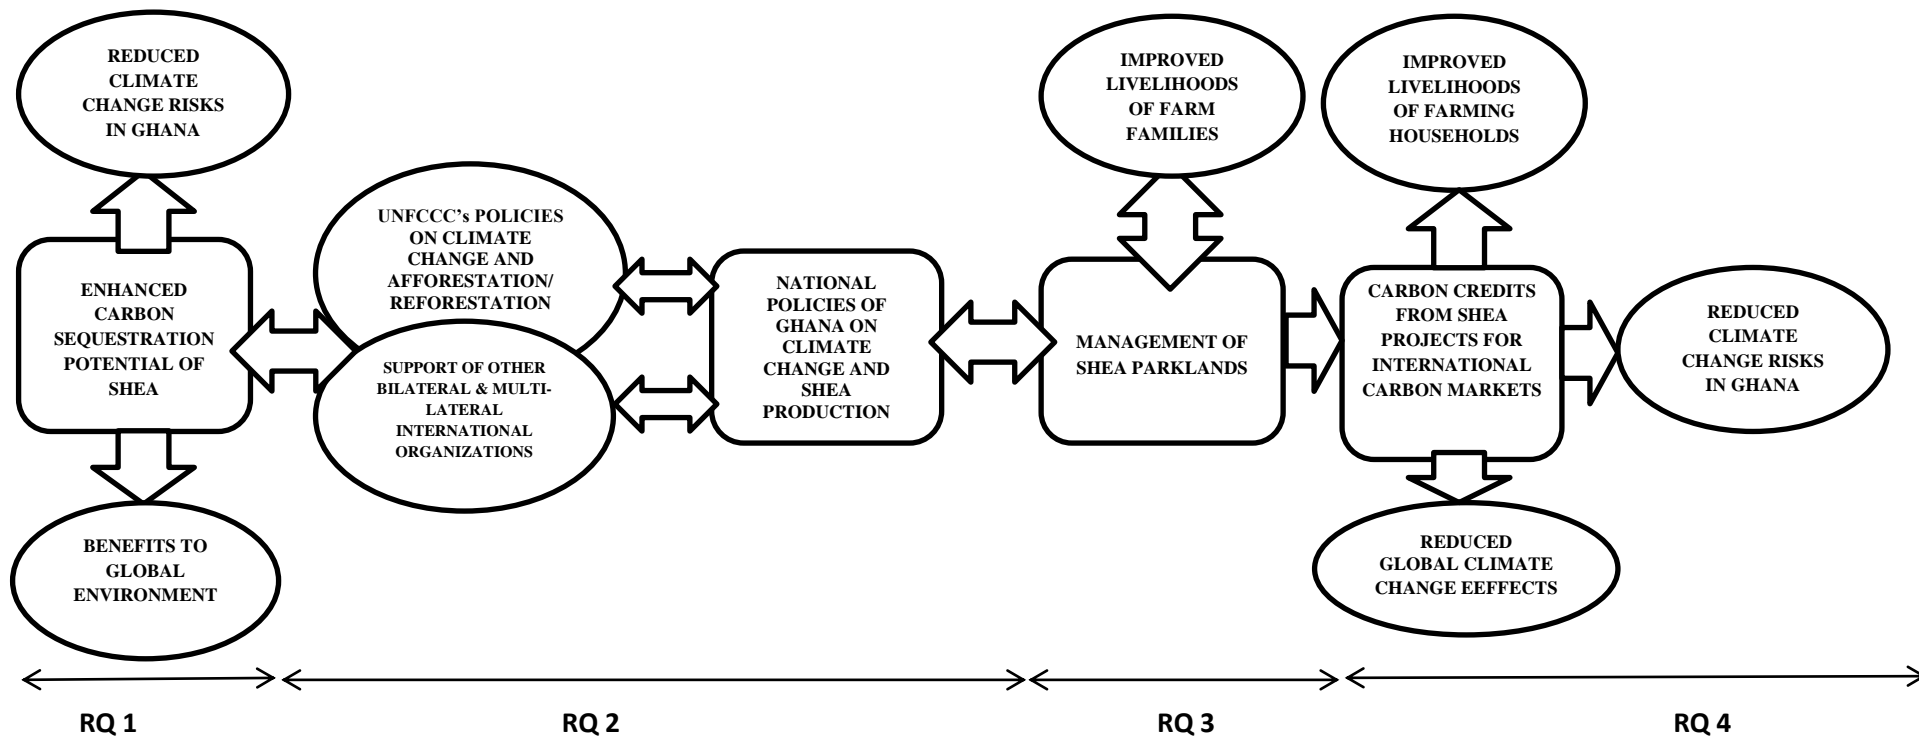 REDUCED
CLIMATE
CHANGE RISKS
IN GHANA
ENHANCED
CARBON
SEQUESTRATION
POTENTIAL OF
SHEA
BENEFITS TO
GLOBAL
ENVIRONMENT
UNFCCC's POLICIES
ON CLIMATE
CHANGE AND
AFFORESTATION/
REFORESTATION
SUPPORT OF OTHER
BILATERAL & MULTI-
LATERAL
INTERNATIONAL
ORGANIZATIONS
NATIONAL
POLICIES OF
GHANA ON
CLIMATE
CHANGE AND
SHEA
PRODUCTION
IMPROVED
LIVELIHOODS
OF FARM
FAMILIES
MANAGEMENT OF
SHEA PARKLANDS
IMPROVED
LIVELIHOODS
OF FARMING
HOUSEHOLDS
CARBON CREDITS
FROM SHEA
PROJECTS FOR
INTERNATIONAL
CARBON MARKETS
REDUCED
CLIMATE
CHANGE RISKS
IN GHANA
REDUCED
GLOBAL CLIMATE
CHANGE EEFFECTS
RQ 1
RQ 2
RQ 3
RQ 4